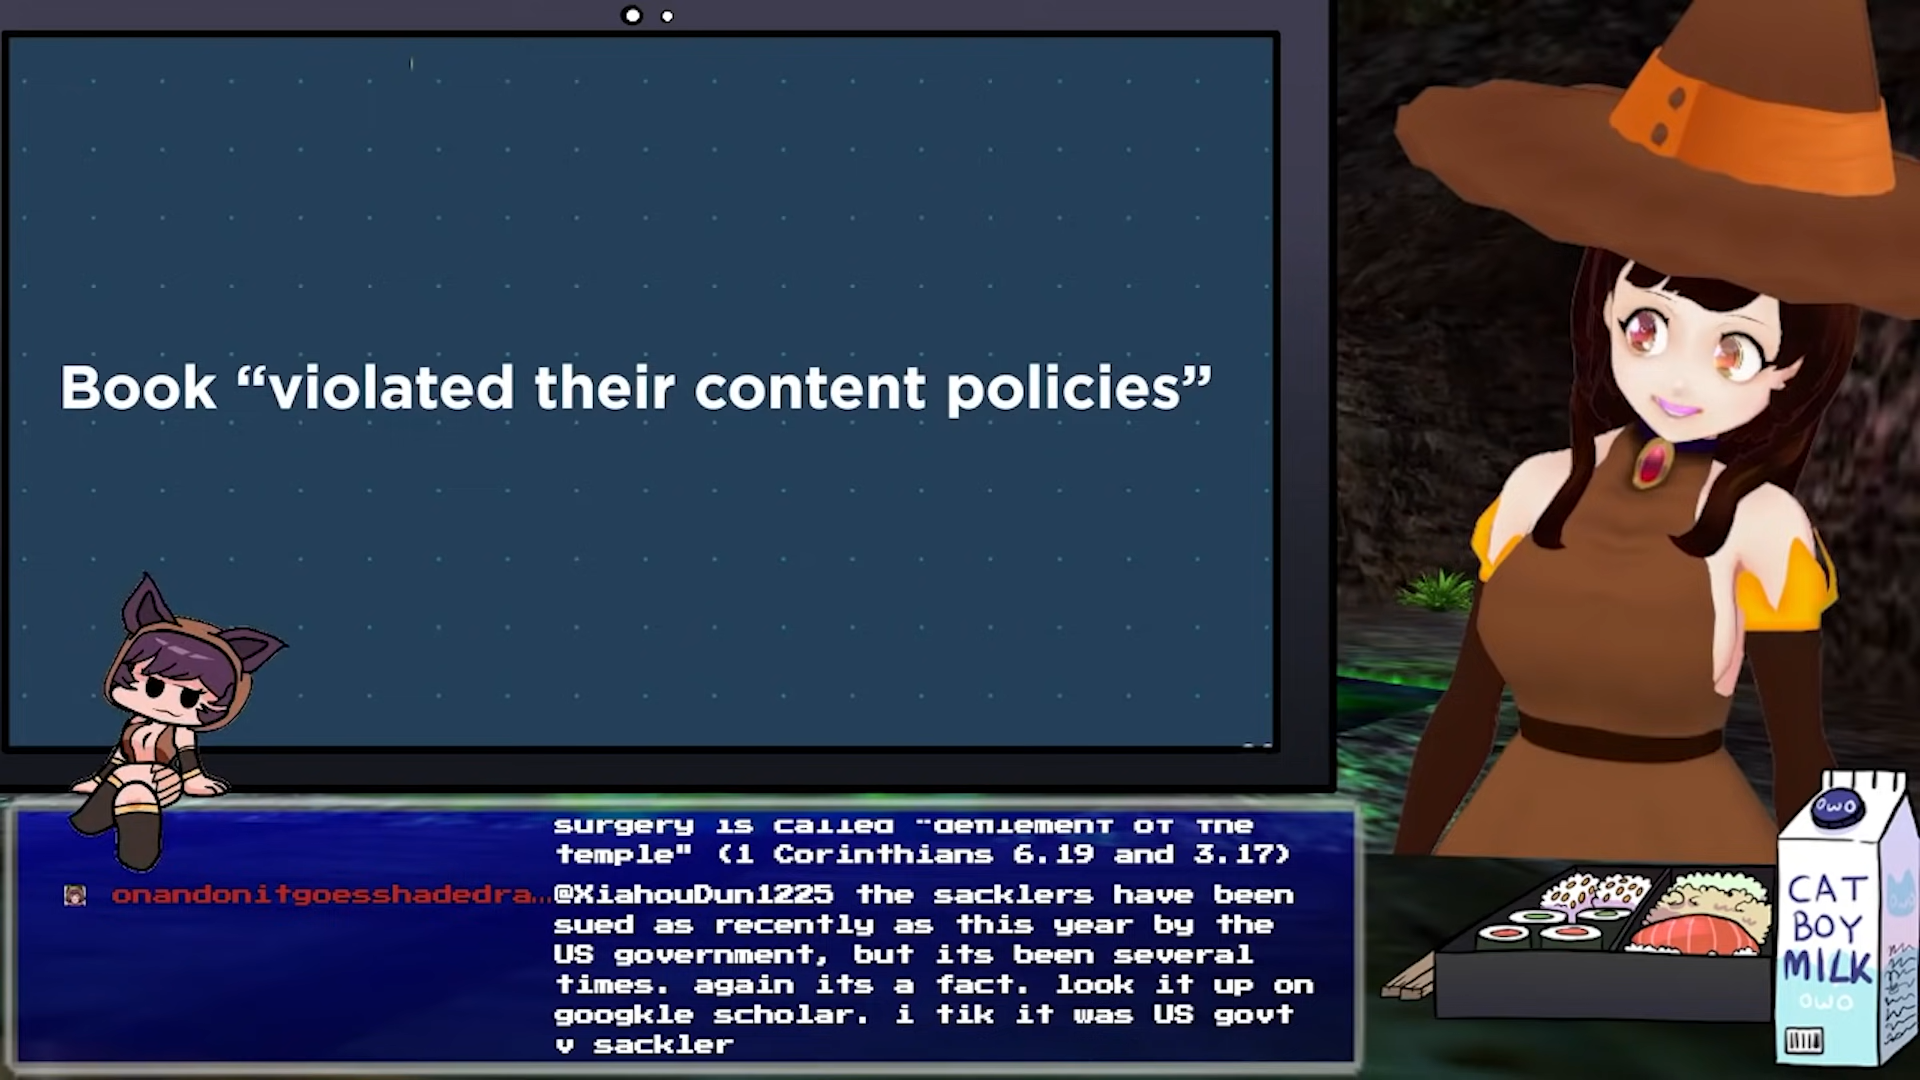 Book “violated their content policies”
surgery is called "defilement of the
temple" (1 Corinthians 6.19 and 3.17)
onandonitgoesshadedra... @XiahouDun1225 the sacklers have been
sued as recently as this year by the
US government, but its been several
times. again its a fact. look it up on
googkle scholar. i tik it was US govt
v sackler
OWO
CAT
BOY
MILK
OWO